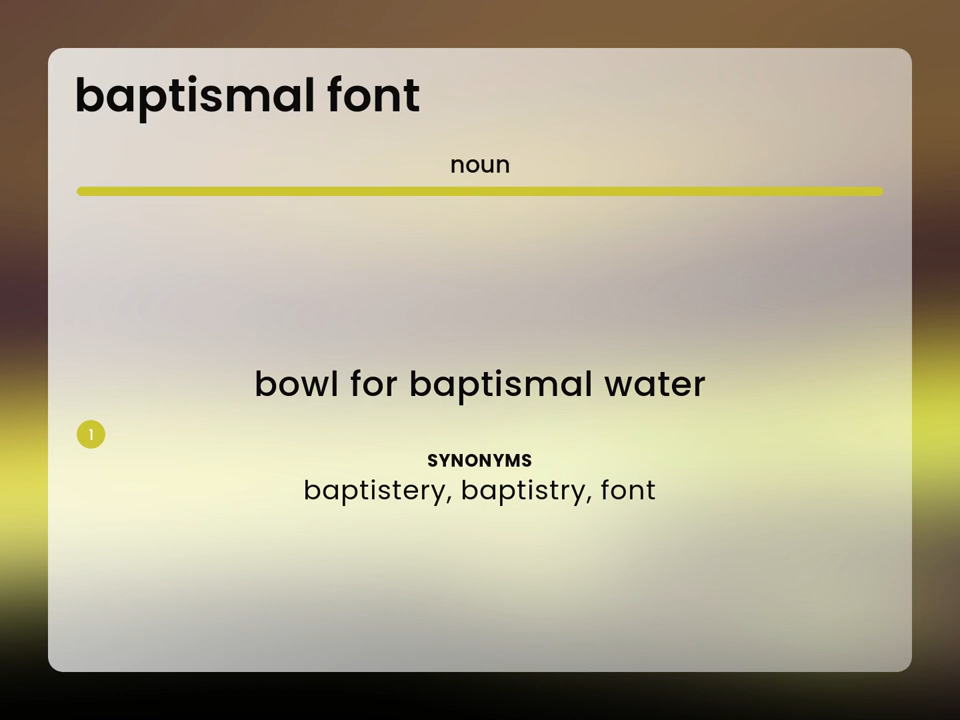 baptismal font
noun
bowl for baptismal water
1
SYNONYMS
baptistery, baptistry, font